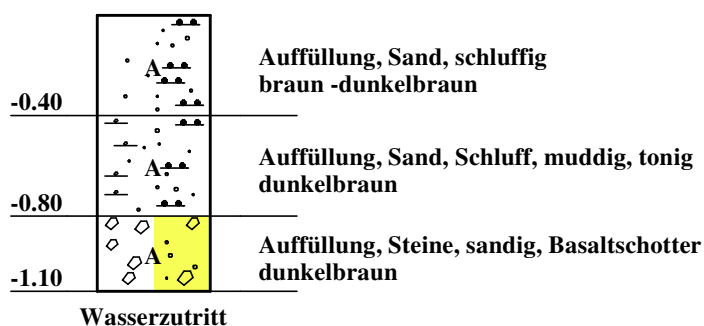 A
Auffüllung, Sand, schluffig
braun -dunkelbraun
-0.40
A
Auffüllung, Sand, Schluff, muddig, tonig
dunkelbraun
-0.80
A
Auffüllung, Steine, sandig, Basaltschotter
dunkelbraun
-1.10
Wasserzutritt